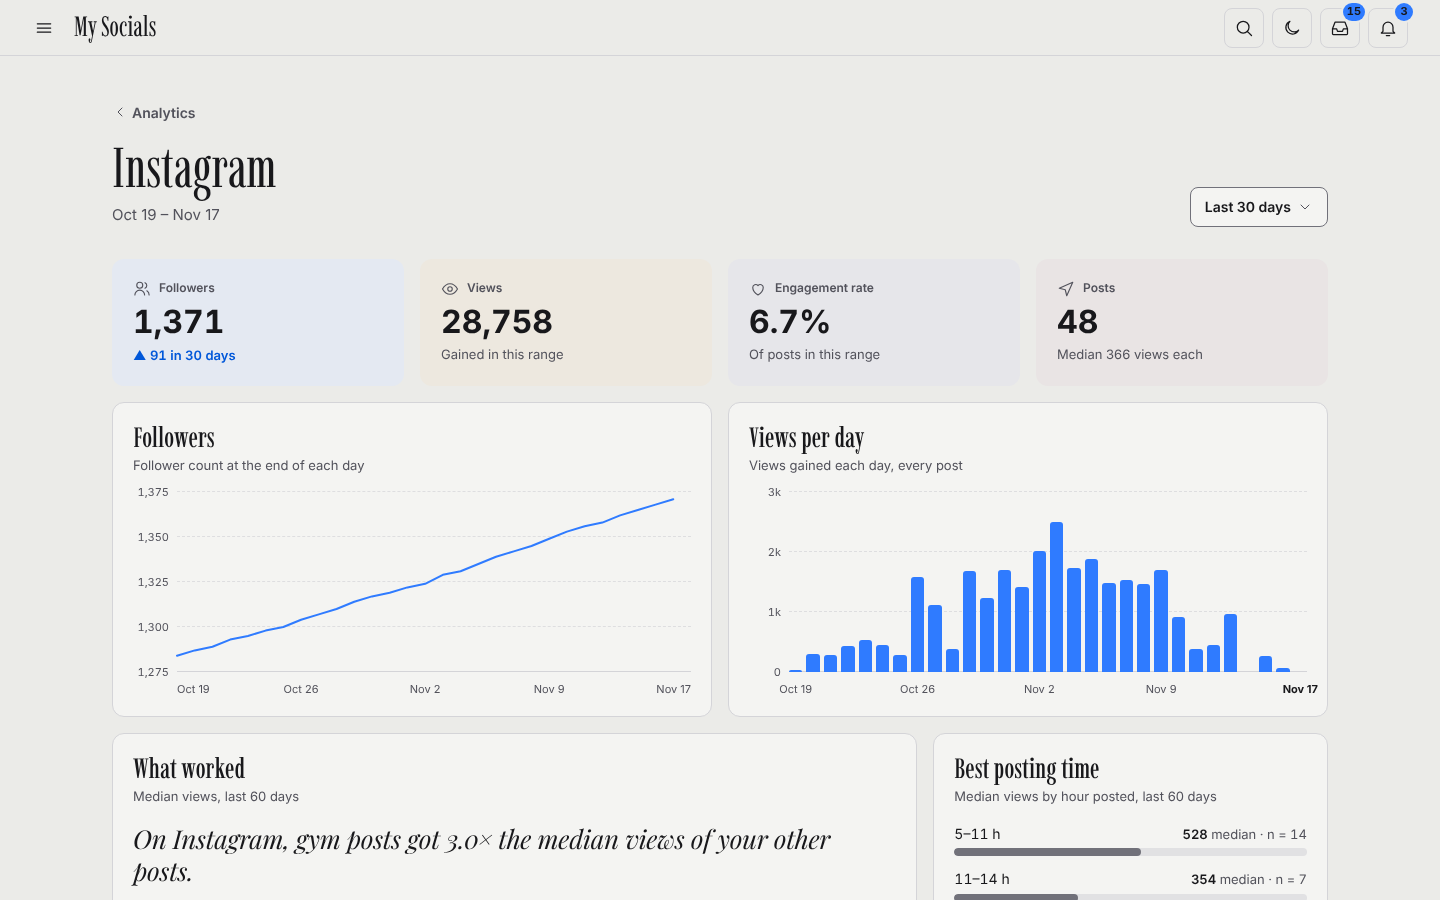 My Socials
15
3
Analytics
Instagram
Oct 19 – Nov 17
Last 30 days
Followers
1,371
▲ 91 in 30 days
Views
28,758
Gained in this range
Engagement rate
6.7%
Of posts in this range
Posts
48
Median 366 views each
Followers
Follower count at the end of each day
1,375
1,350
1,325
1,300
1,275
Oct 19 Oct 26 Nov 2 Nov 9 Nov 17
Views per day
Views gained each day, every post
3k
2k
1k
0
Oct 19 Oct 26 Nov 2 Nov 9 Nov 17
What worked
Median views, last 60 days
On Instagram, gym posts got 3.0× the median views of your other
posts.
Best posting time
Median views by hour posted, last 60 days
5–11 h 528 median · n = 14
11–14 h 354 median · n = 7